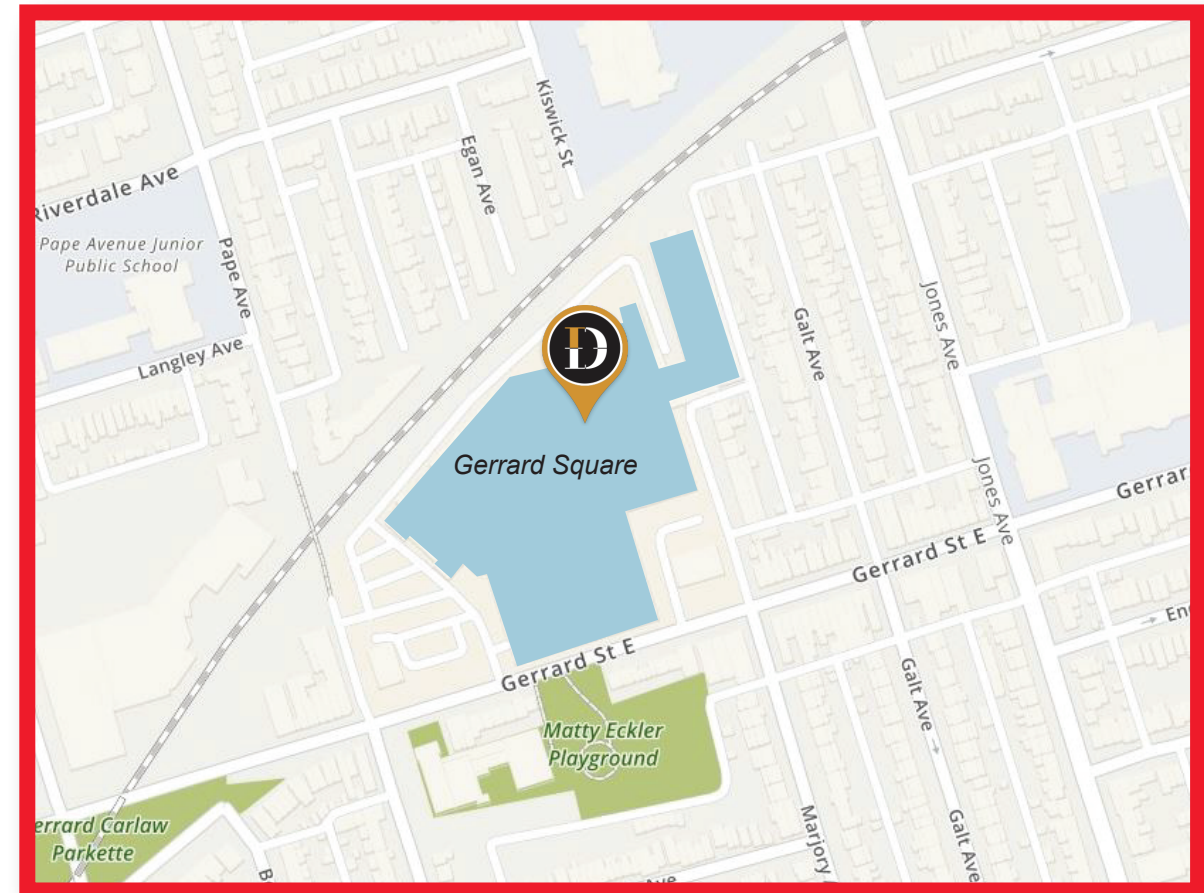 Kiswick St
Egan Ave
Riverdale Ave
Pape Avenue Junior
Public School
Pape Ave
Langley Ave
Jones Ave
Galt Ave
D
Gerrard Square
Jones Ave
Gerrar
Gerrard St E
Gerrard St E
Galt Ave →
Matty Eckler
Playground
errard Carlaw
Parkette
Marjory
Galt Ave